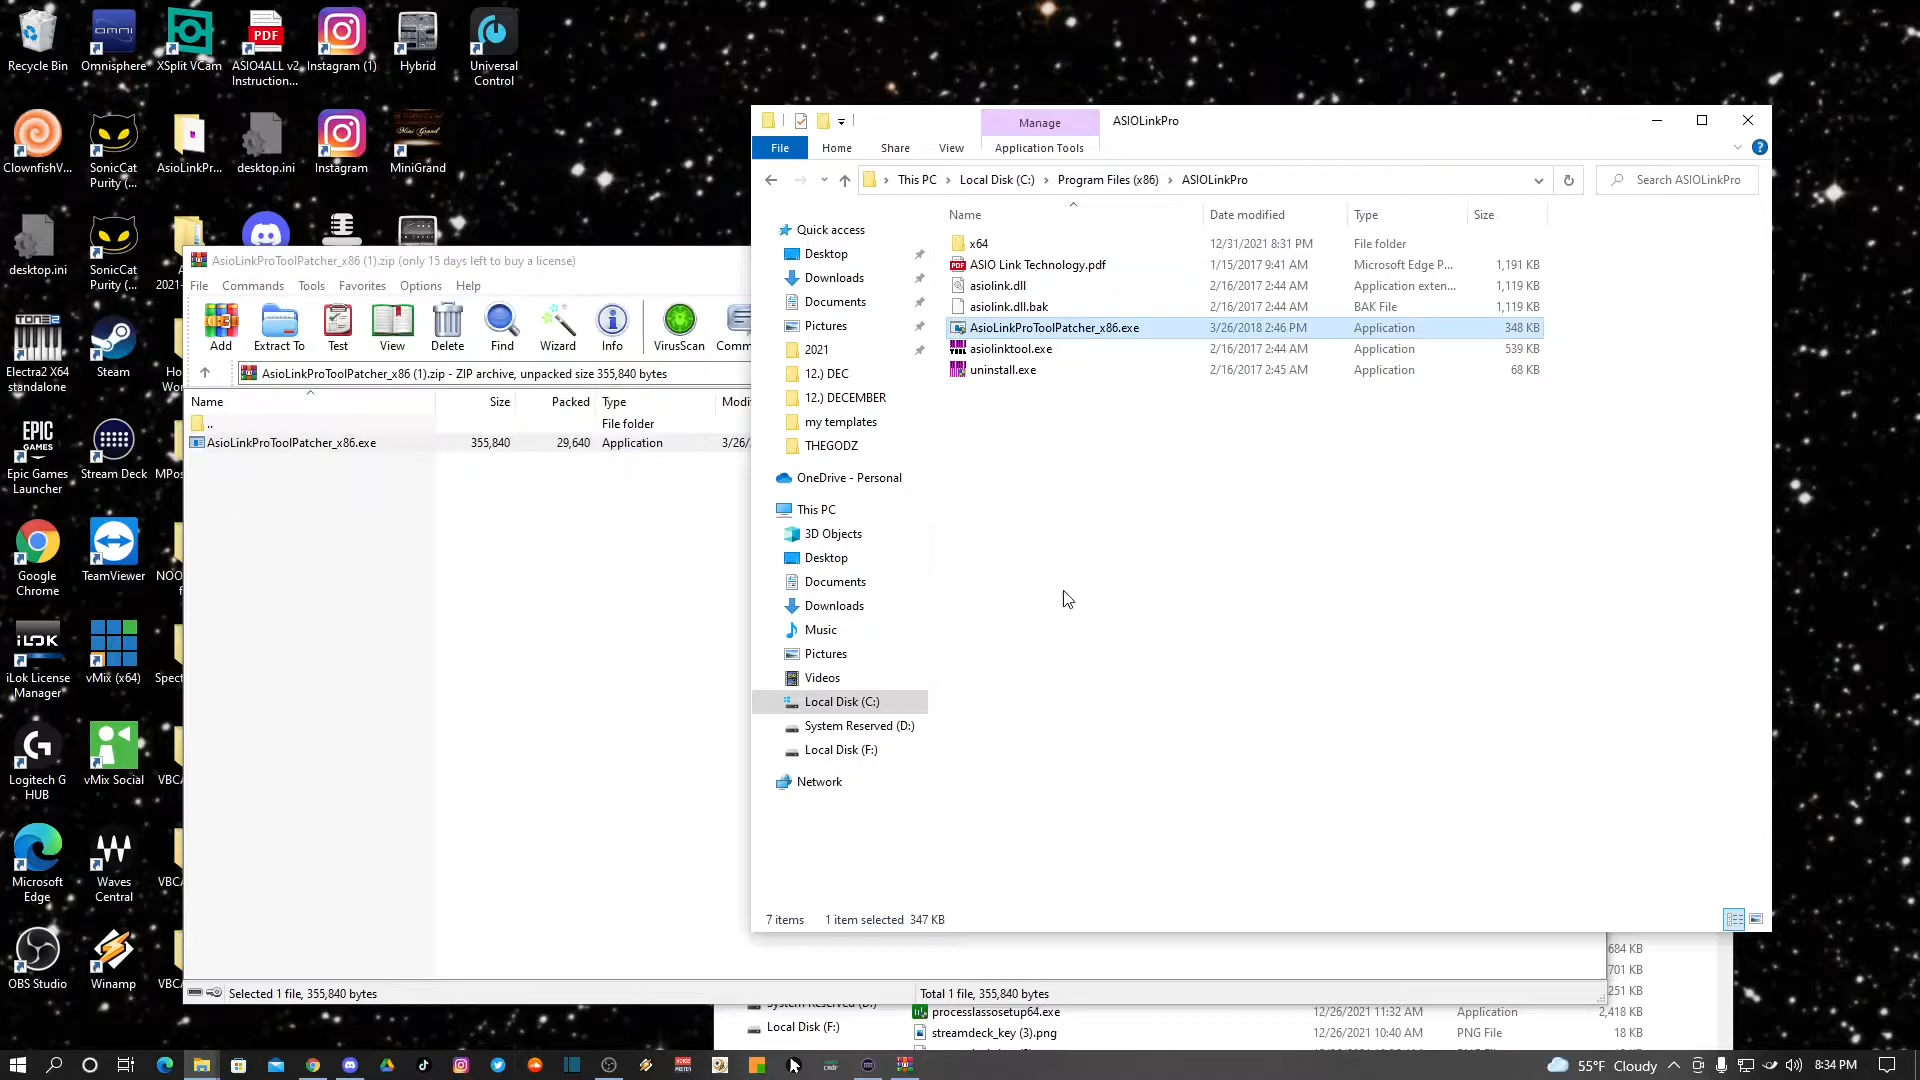 Recycle Bin
Omnisphere
XSplit VCam
PDF
ASIO4ALL v2
Instruction...
Instagram (1)
Hybrid
Universal
Control
ClownfishV...
SonicCat
Purity (...
AsioLinkPr...
desktop.ini
Instagram
Mini Grand
MiniGrand
desktop.ini
SonicCat
Purity (...
2021-
TONE2
Electra2 X64
standalone
Steam
EPIC
GAMES
Epic Games
Launcher
Stream Deck
MPo
Google
Chrome
TeamViewer
NOO
iLOK
iLok License
Manager
vMix (x64)
Spect
Logitech G
HUB
vMix Social
VBCA
Microsoft
Edge
Waves
Central
VBCA
OBS Studio
Winamp
VBCA
AsioLinkProToolPatcher_x86 (1).zip (only 15 days left to buy a license)
File Commands Tools Favorites Options Help
Add
Extract To
Test
View
Delete
Find
Wizard
Info
VirusScan
Comm
AsioLinkProToolPatcher_x86 (1).zip - ZIP archive, unpacked size 355,840 bytes
Name Size Packed Type Modi
.. File folder
AsioLinkProToolPatcher_x86.exe 355,840 29,640 Application 3/26/
Selected 1 file, 355,840 bytes
Total 1 file, 355,840 bytes
Manage
ASIOLinkPro
File Home Share View Application Tools
This PC > Local Disk (C:) > Program Files (x86) > ASIOLinkPro
Search ASIOLinkPro
Quick access
Desktop
Downloads
Documents
Pictures
2021
12.) DEC
12.) DECEMBER
my templates
THEGODZ
OneDrive - Personal
This PC
3D Objects
Desktop
Documents
Downloads
Music
Pictures
Videos
Local Disk (C:)
System Reserved (D:)
Local Disk (F:)
Network
Name Date modified Type Size
x64 12/31/2021 8:31 PM File folder
PDF ASIO Link Technology.pdf 1/15/2017 9:41 AM Microsoft Edge P... 1,191 KB
asiolink.dll 2/16/2017 2:44 AM Application exten... 1,119 KB
asiolink.dll.bak 2/16/2017 2:44 AM BAK File 1,119 KB
AsioLinkProToolPatcher_x86.exe 3/26/2018 2:46 PM Application 348 KB
asiolinktool.exe 2/16/2017 2:44 AM Application 539 KB
uninstall.exe 2/16/2017 2:45 AM Application 68 KB
7 items 1 item selected 347 KB
684 KB
701 KB
251 KB
System Reserved (D:)
Local Disk (F:)
processlassosetup64.exe 12/26/2021 11:32 AM Application 2,418 KB
streamdeck_key (3).png 12/26/2021 10:40 AM PNG File 18 KB
55°F Cloudy
8:34 PM